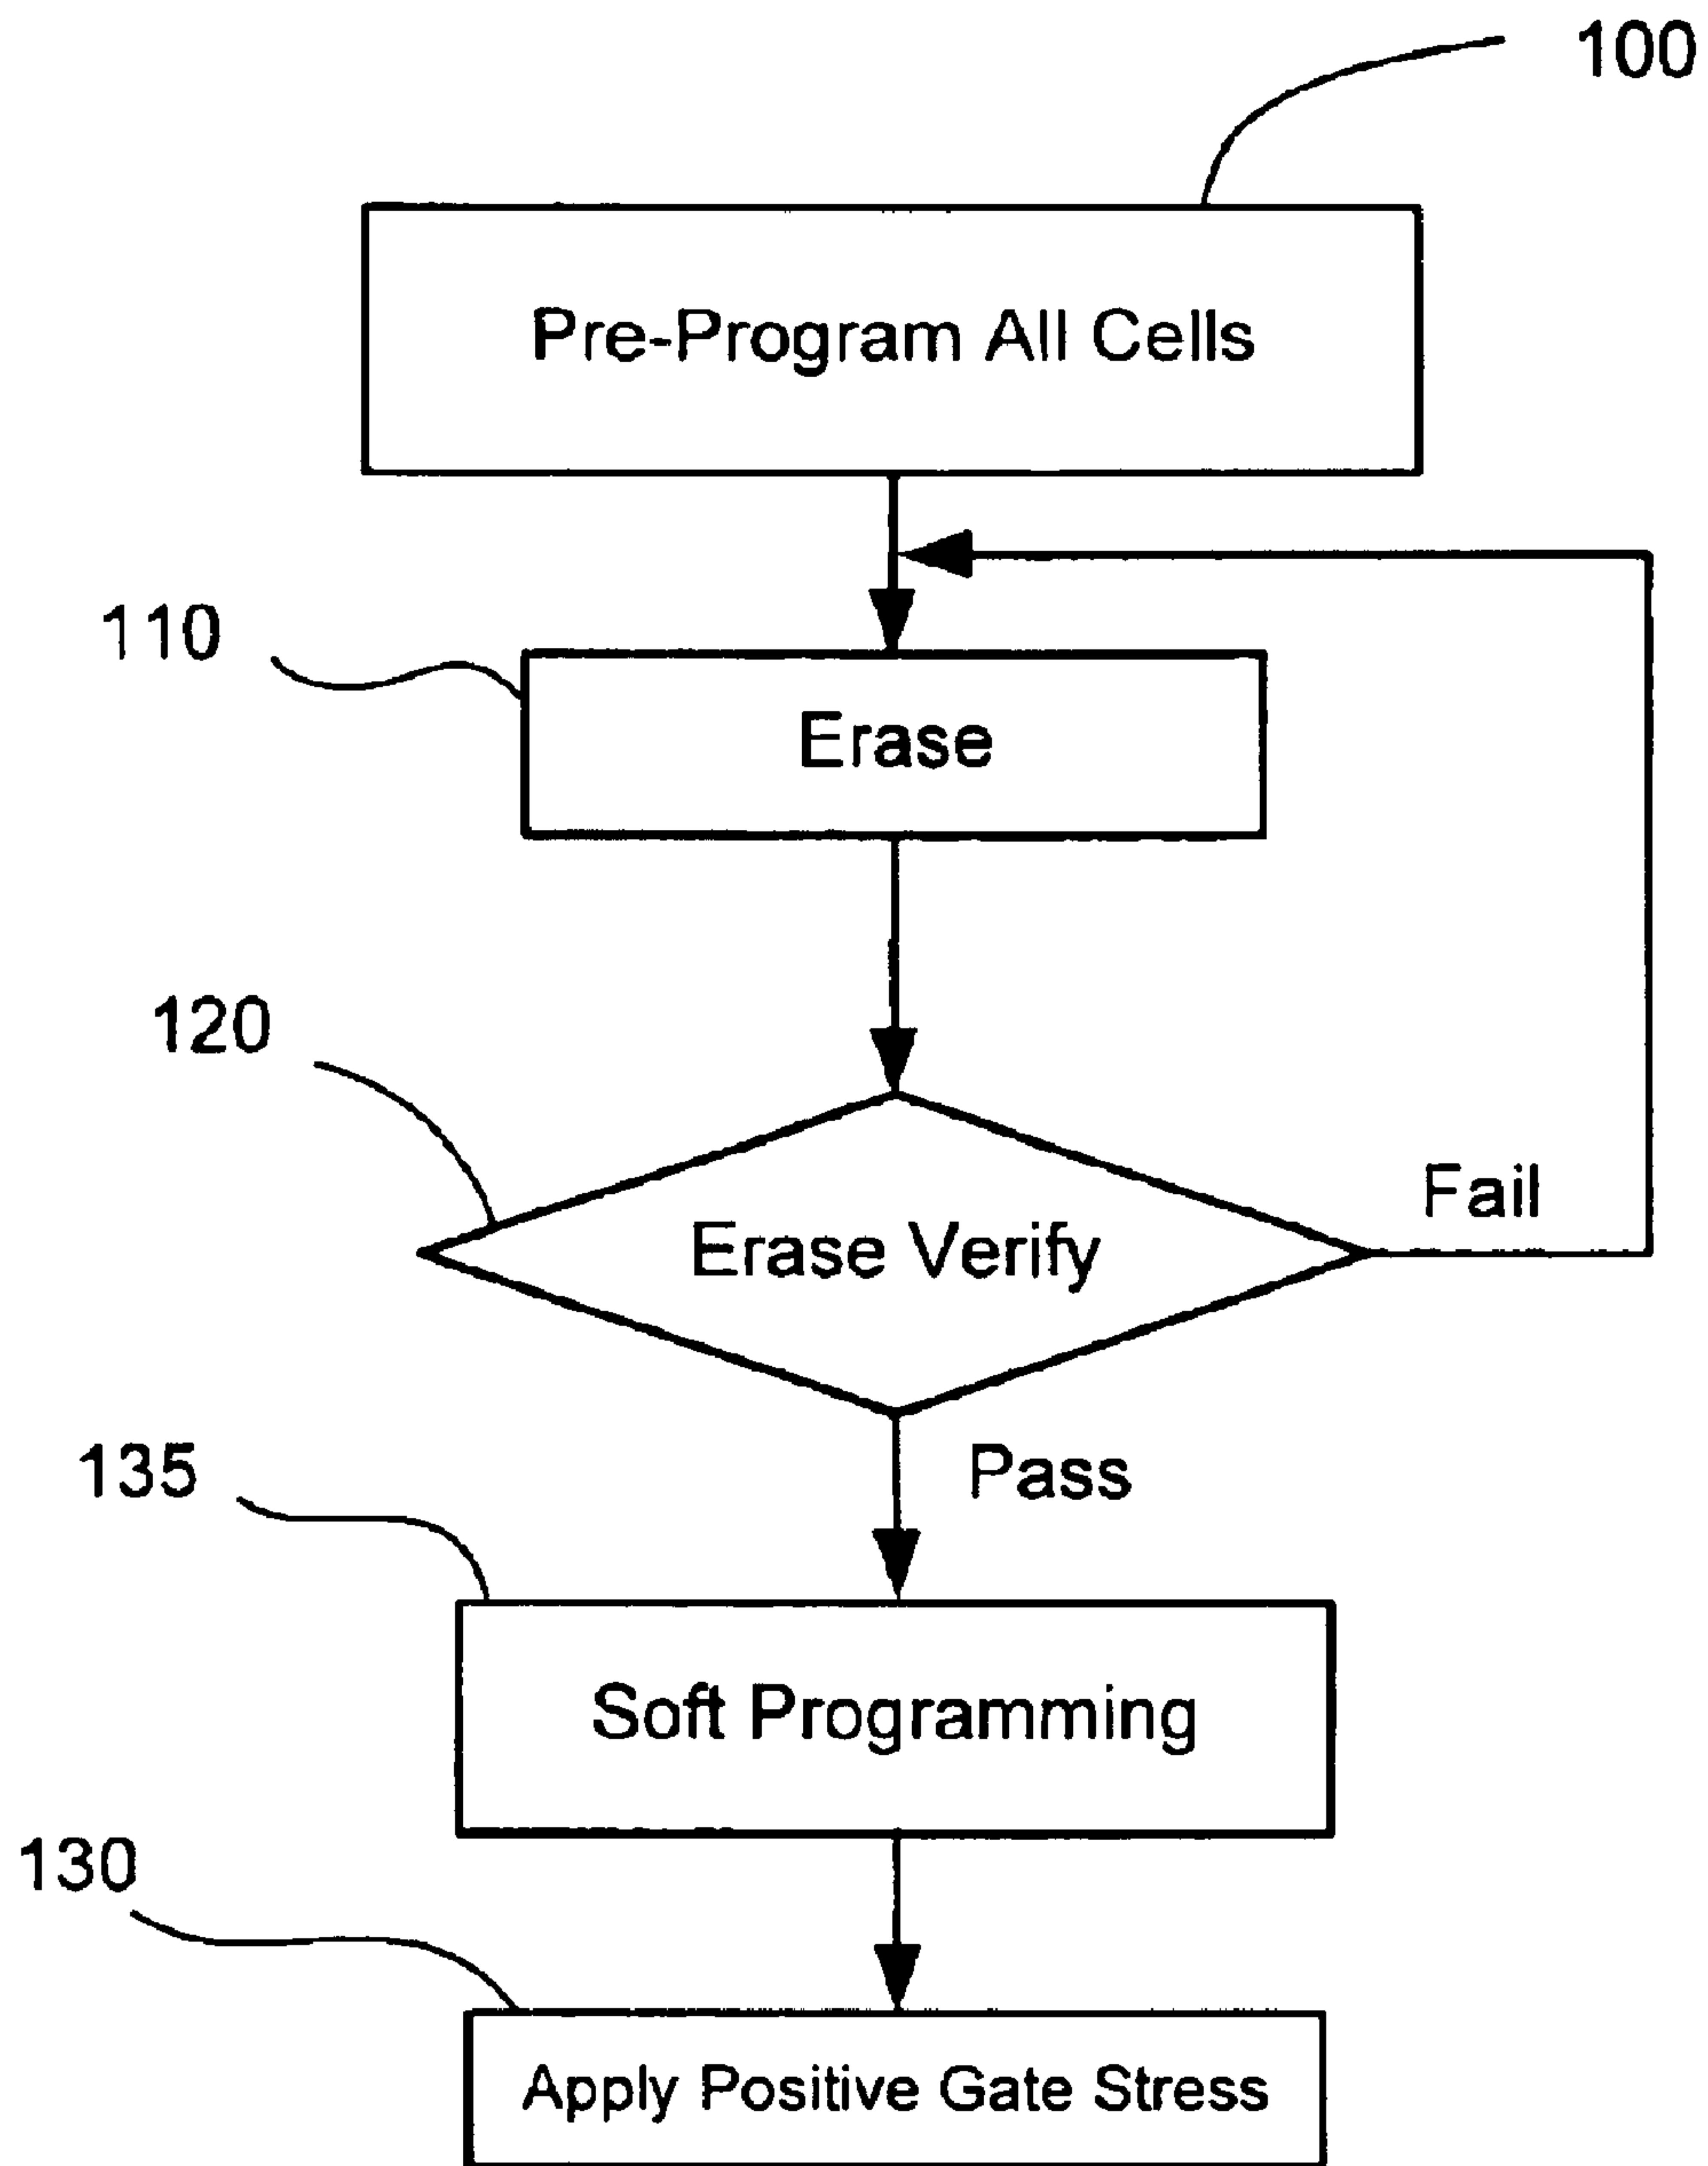 100
Pre-Program All Cells
110
Erase
120
Erase Verify
Fail
Pass
135
Soft Programming
130
Apply Positive Gate Stress